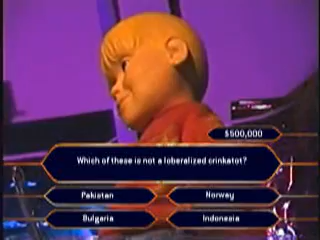 $500,000
Which of these is not a loberalized crinkatot?
Pakistan
Norway
Bulgaria
Indonesia